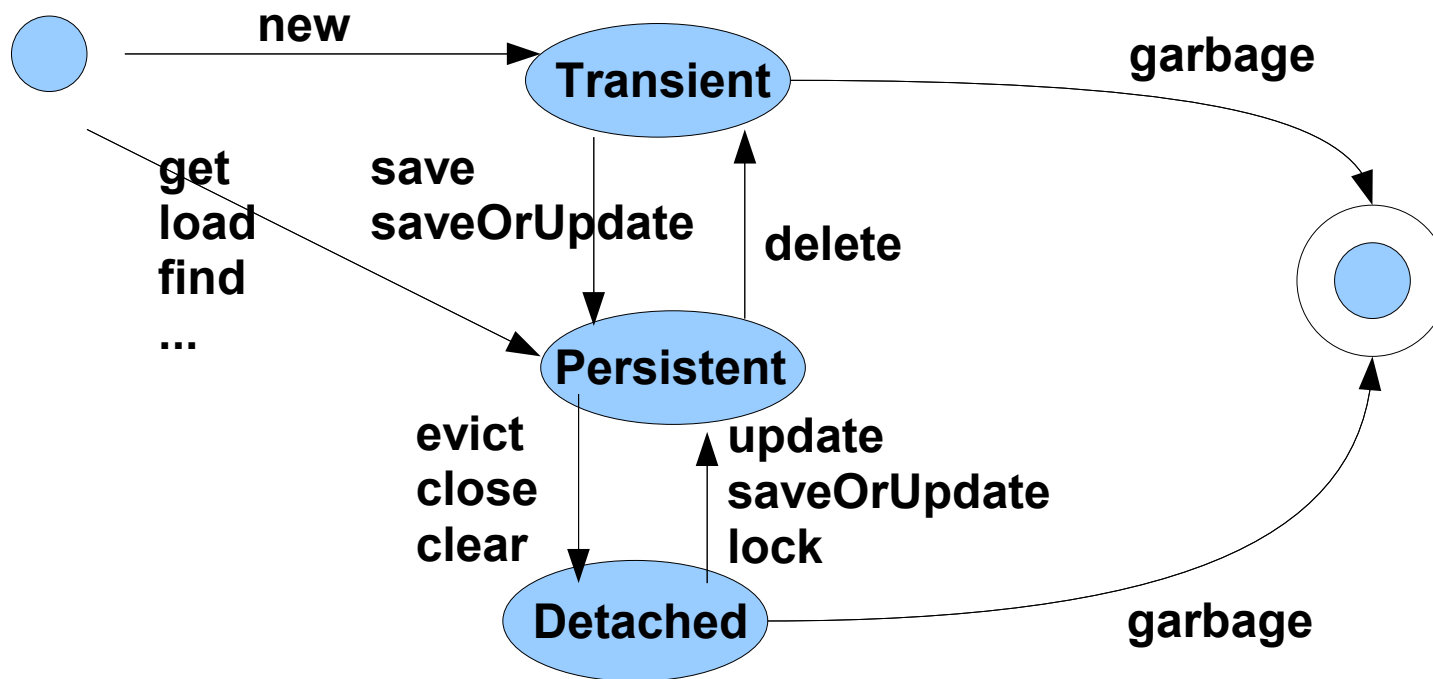 new
Transient
garbage
get
load
find
...
save
saveOrUpdate
delete
Persistent
evict
close
clear
update
saveOrUpdate
lock
Detached
garbage